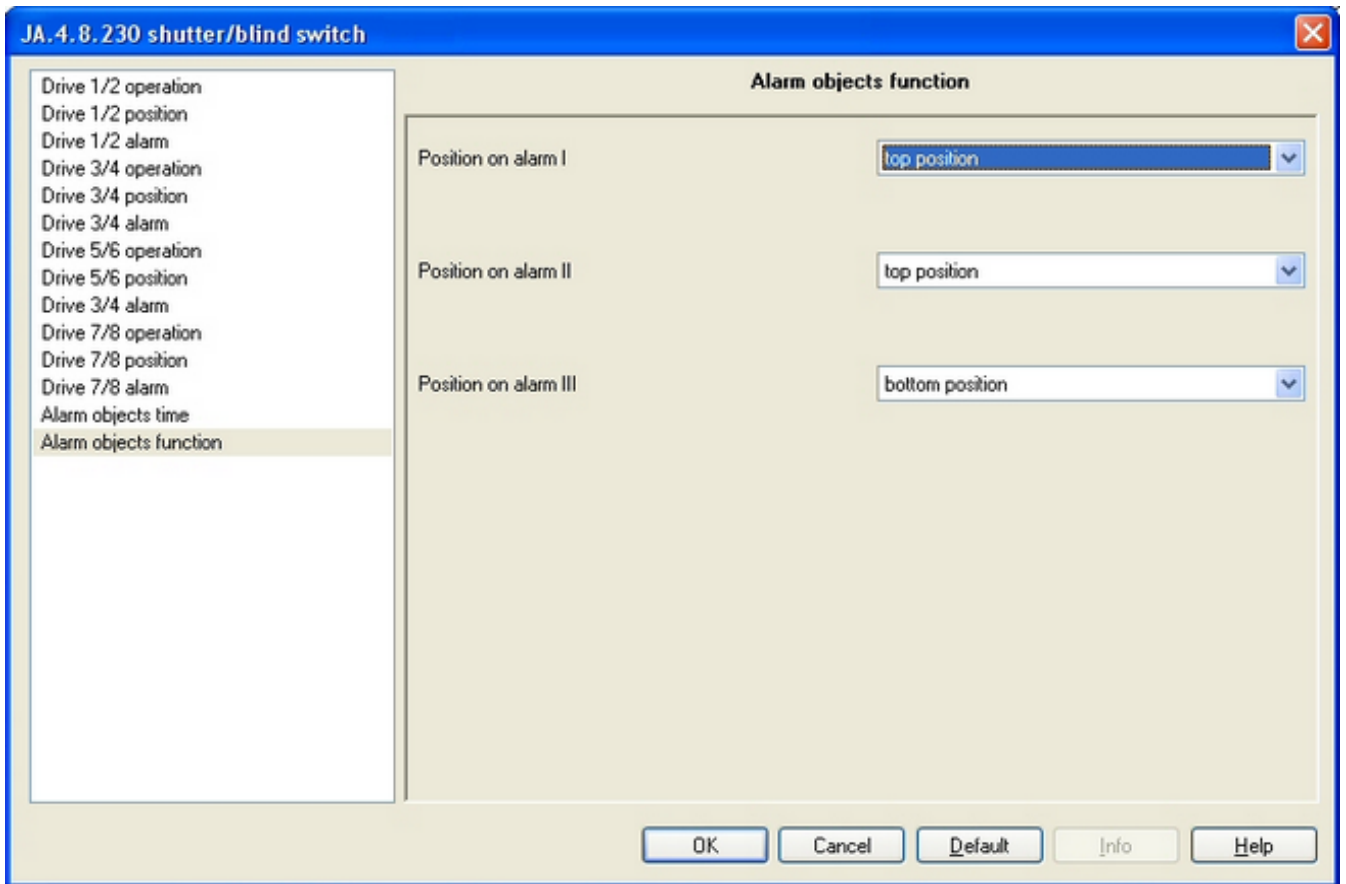 JA.4.8.230 shutter/blind switch
Drive 1/2 operation
Drive 1/2 position
Drive 1/2 alarm
Drive 3/4 operation
Drive 3/4 position
Drive 3/4 alarm
Drive 5/6 operation
Drive 5/6 position
Drive 3/4 alarm
Drive 7/8 operation
Drive 7/8 position
Drive 7/8 alarm
Alarm objects time
Alarm objects function
Alarm objects function
Position on alarm I
top position
Position on alarm II
top position
Position on alarm III
bottom position
OK
Cancel
Default
Info
Help